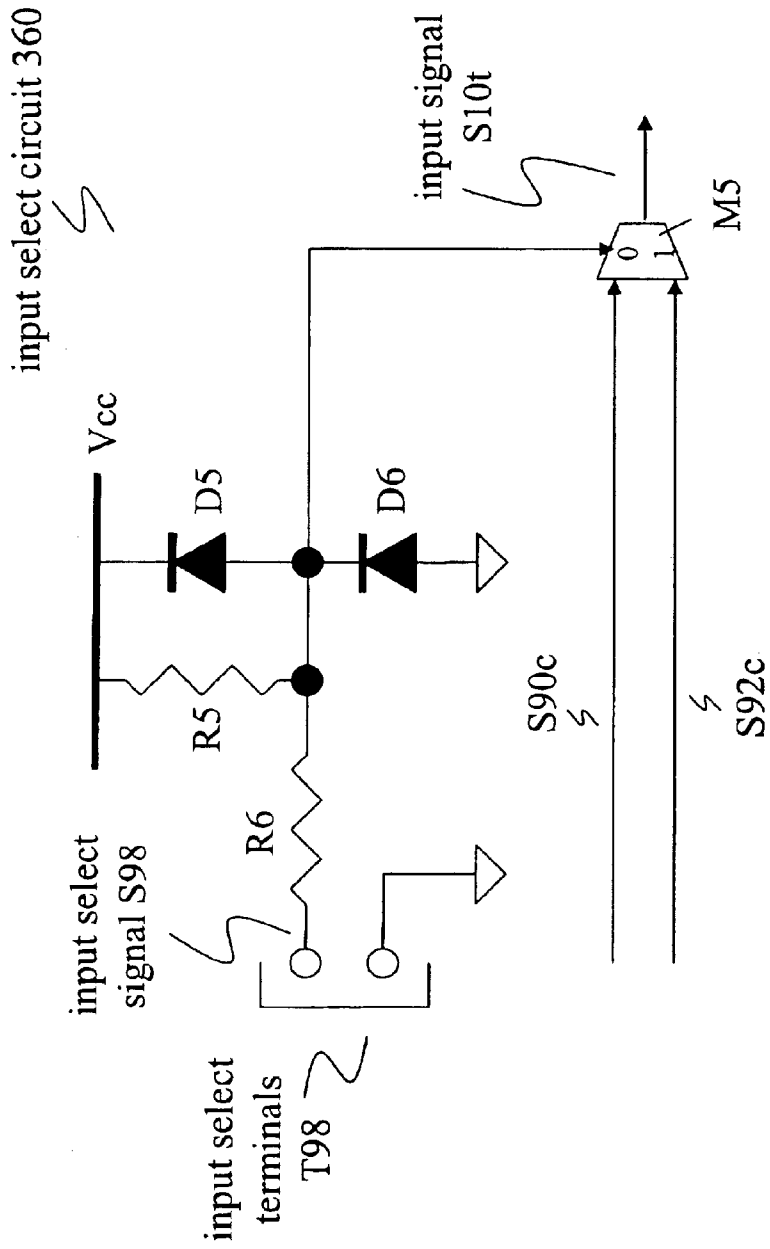 input select circuit 360
Vcc
D5
R5
D6
input select
signal S98
R6
input select
terminals
T98
input signal
S10t
0
1
M5
S90c
S92c